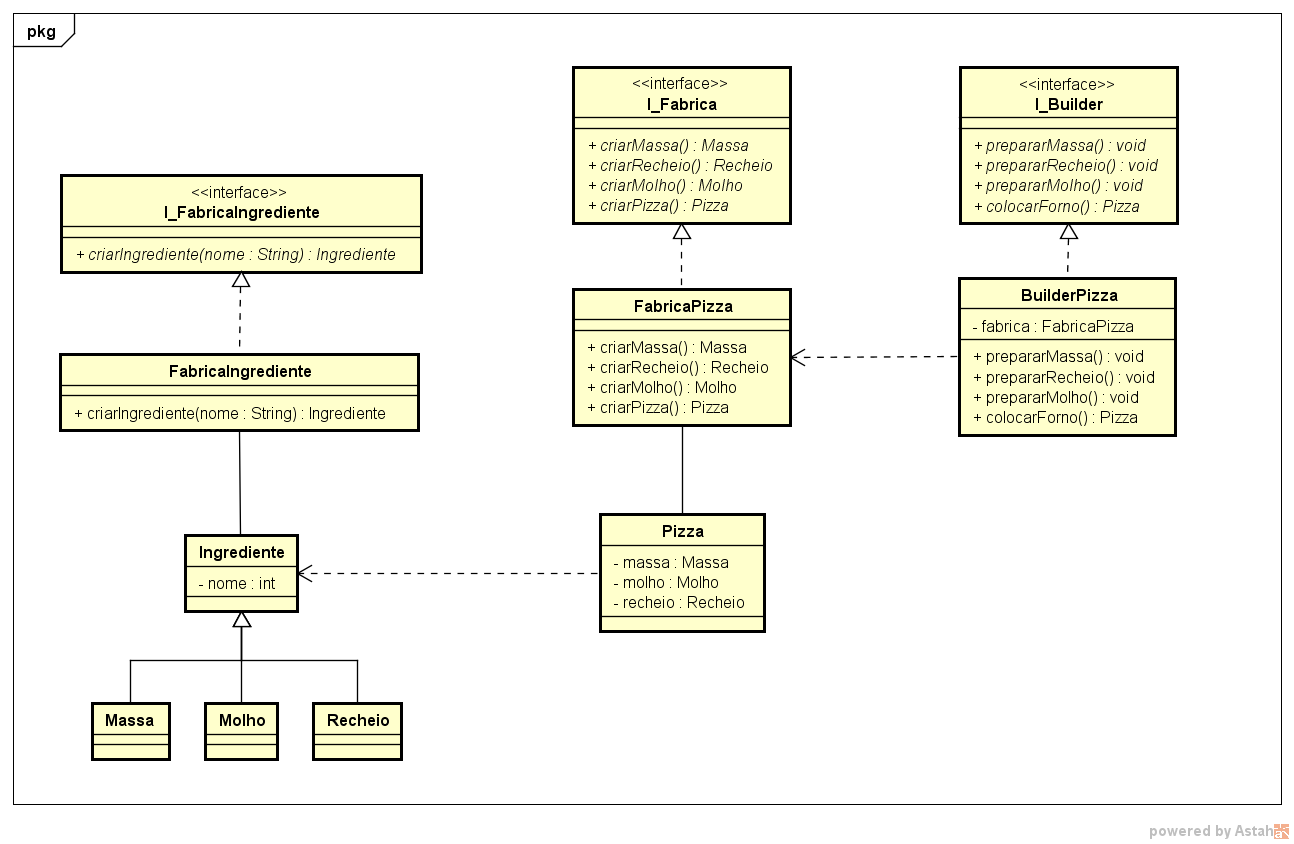 pkg
<<interface>>
I_Fabrica
+ criarMassa() : Massa
+ criarRecheio() : Recheio
+ criarMolho() : Molho
+ criarPizza() : Pizza
<<interface>>
I_Builder
+ prepararMassa() : void
+ prepararRecheio() : void
+ prepararMolho() : void
+ colocarForno() : Pizza
<<interface>>
I_FabricaIngrediente
+ criarIngrediente(nome : String) : Ingrediente
FabricaIngrediente
+ criarIngrediente(nome : String) : Ingrediente
FabricaPizza
+ criarMassa() : Massa
+ criarRecheio() : Recheio
+ criarMolho() : Molho
+ criarPizza() : Pizza
BuilderPizza
- fabrica : FabricaPizza
+ prepararMassa() : void
+ prepararRecheio() : void
+ prepararMolho() : void
+ colocarForno() : Pizza
Ingrediente
- nome : int
Pizza
- massa : Massa
- molho : Molho
- recheio : Recheio
Massa
Molho
Recheio
powered by Astah